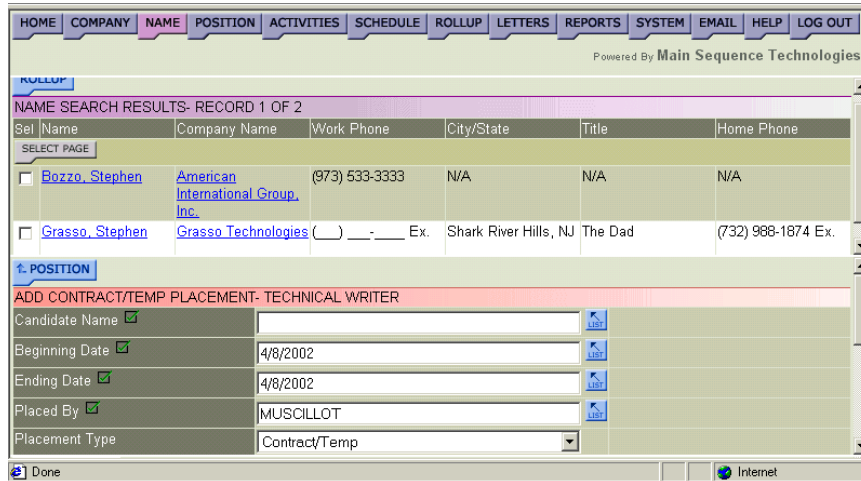 HOME COMPANY NAME POSITION ACTIVITIES SCHEDULE ROLLUP LETTERS REPORTS SYSTEM EMAIL HELP LOG OUT
Powered By Main Sequence Technologies
ROLLUP
NAME SEARCH RESULTS- RECORD 1 OF 2
Sel Name Company Name Work Phone City/State Title Home Phone
SELECT PAGE
Bozzo, Stephen American (973) 533-3333 N/A N/A N/A
International Group,
Inc.
Grasso, Stephen Grasso Technologies (___) ___-____ Ex. Shark River Hills, NJ The Dad (732) 988-1874 Ex.
POSITION
ADD CONTRACT/TEMP PLACEMENT- TECHNICAL WRITER
Candidate Name LIST
Beginning Date 4/8/2002 LIST
Ending Date 4/8/2002 LIST
Placed By MUSCILLOT LIST
Placement Type Contract/Temp
Done Internet